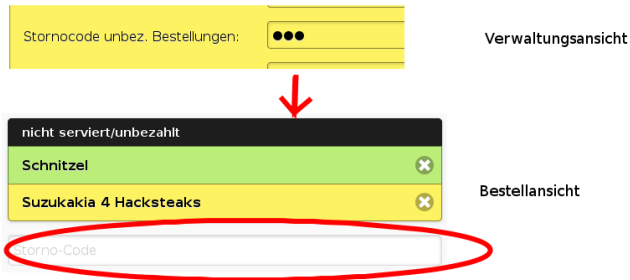 Stornocode unbez. Bestellungen:
Verwaltungsansicht
nicht serviert/unbezahlt
Schnitzel
Suzukakia 4 Hacksteaks
Bestellansicht
Storno-Code